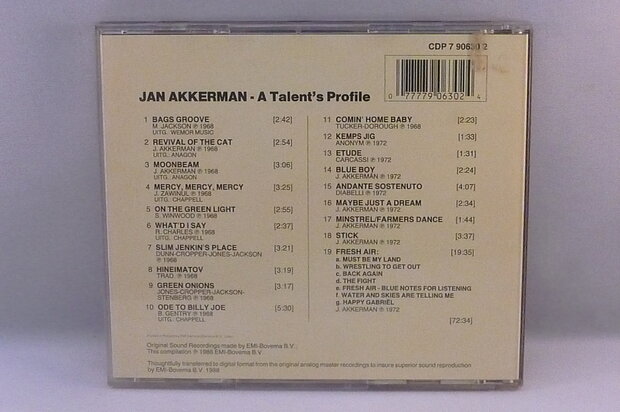 CDP 7 90630 2
0 77779 06302 4
JAN AKKERMAN - A Talent's Profile
1 BAGS GROOVE [2:42]
M. JACKSON ℗ 1968
UITG. WEMOR MUSIC
2 REVIVAL OF THE CAT [2:54]
J. AKKERMAN ℗ 1968
UITG. ANAGON
3 MOONBEAM [3:06]
J. AKKERMAN ℗ 1968
UITG.: ANAGON
4 MERCY, MERCY, MERCY [3:25]
J. ZAWINUL ℗ 1968
UITG.: CHAPPELL
5 ON THE GREEN LIGHT [2:55]
S. WINWOOD ℗ 1968
6 WHAT'D I SAY [2:37]
R. CHARLES ℗ 1968
UITG.: CHAPPELL
7 SLIM JENKIN'S PLACE [3:21]
DUNN-CROPPER-JONES-JACKSON
℗ 1968
8 HINEIMATOV [3:19]
TRAD. ℗ 1968
9 GREEN ONIONS [3:17]
JONES-CROPPER-JACKSON-
STENBERG ℗ 1968
10 ODE TO BILLY JOE [5:30]
B. GENTRY ℗ 1968
UITG.: CHAPPELL
11 COMIN' HOME BABY [2:23]
TUCKER-DOROUGH ℗ 1968
12 KEMPS JIG [1:33]
ANONYM ℗ 1972
13 ETUDE [1:31]
CARCASSI ℗ 1972
14 BLUE BOY [2:24]
J. AKKERMAN ℗ 1972
15 ANDANTE SOSTENUTO [4:07]
DIABELLI ℗ 1972
16 MAYBE JUST A DREAM [2:34]
J. AKKERMAN ℗ 1972
17 MINSTREL/FARMERS DANCE [1:44]
J. AKKERMAN ℗ 1972
18 STICK [3:37]
J. AKKERMAN ℗ 1972
19 FRESH AIR: [19:35]
a. MUST BE MY LAND
b. WRESTLING TO GET OUT
c. BACK AGAIN
d. THE FIGHT
e. FRESH AIR - BLUE NOTES FOR LISTENING
f. WATER AND SKIES ARE TELLING ME
g. HAPPY GABRIËL
J. AKKERMAN ℗ 1972
[72:34]
Original Sound Recordings made by EMI-Bovema B.V.
This compilation ℗ 1988 EMI-Bovema B.V.
Thoughtfully transferred to digital format from the original analog master recordings to insure superior sound reproduction
by EMI-Bovema B.V. © 1988